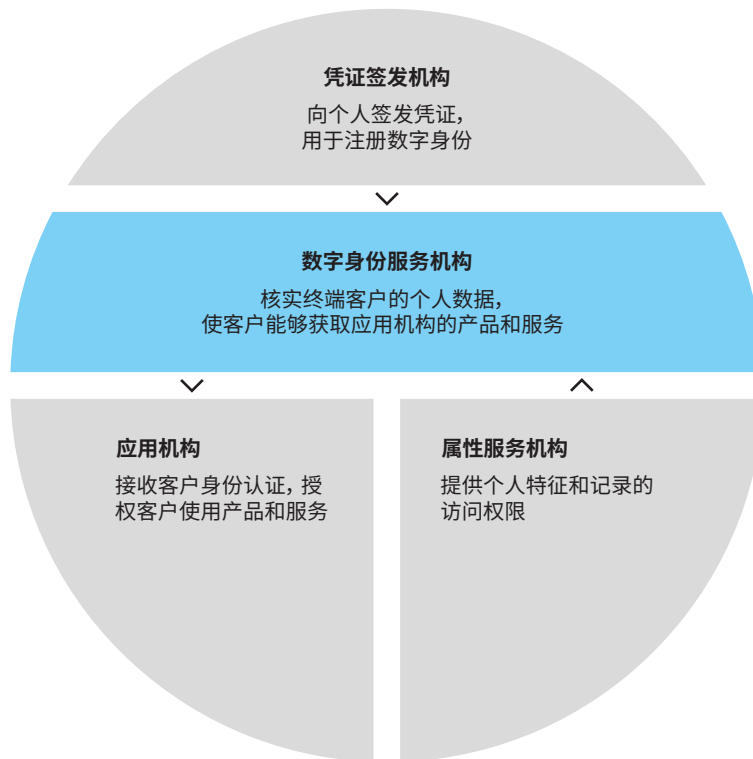 凭证签发机构
向个人签发凭证，
用于注册数字身份
数字身份服务机构
核实终端客户的个人数据，
使客户能够获取应用机构的产品和服务
应用机构
接收客户身份认证，授
权客户使用产品和服务
属性服务机构
提供个人特征和记录的
访问权限